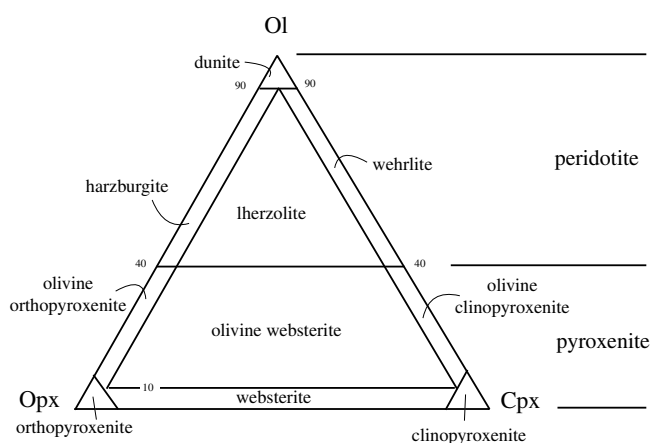 Ol
dunite
90
90
wehrlite
peridotite
harzburgite
lherzolite
40
40
olivine
orthopyroxenite
olivine
clinopyroxenite
olivine websterite
pyroxenite
10
Opx
websterite
Cpx
orthopyroxenite
clinopyroxenite